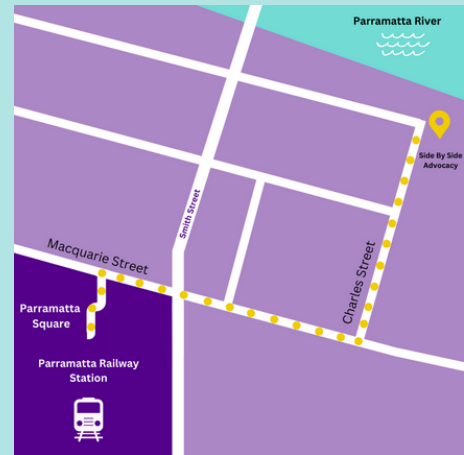 Parramatta River
Side By Side
Advocacy
Smith Street
Macquarie Street
Charles Street
Parramatta
Square
Parramatta Railway
Station